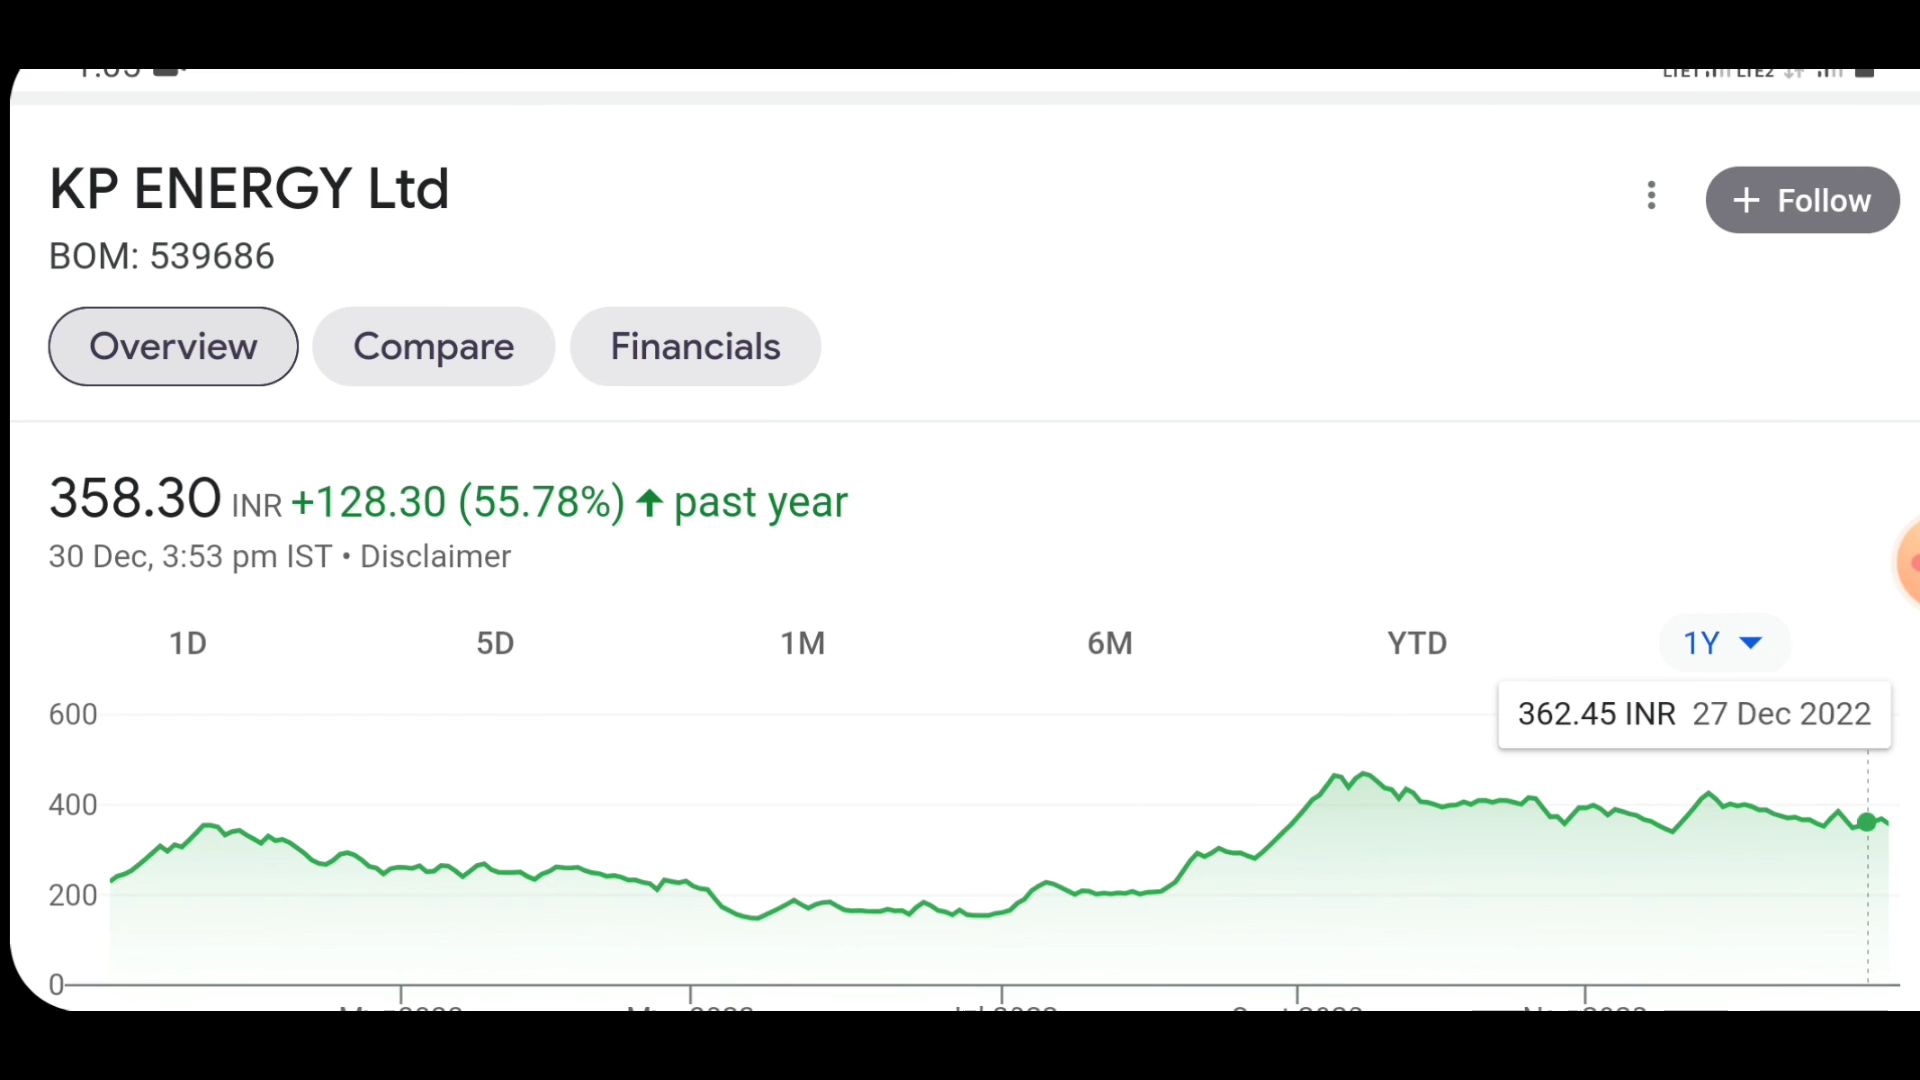 KP ENERGY Ltd
+ Follow
BOM: 539686
Overview Compare Financials
358.30 INR +128.30 (55.78%) ↑ past year
30 Dec, 3:53 pm IST • Disclaimer
1D 5D 1M 6M YTD 1Y
362.45 INR 27 Dec 2022
600
400
200
0